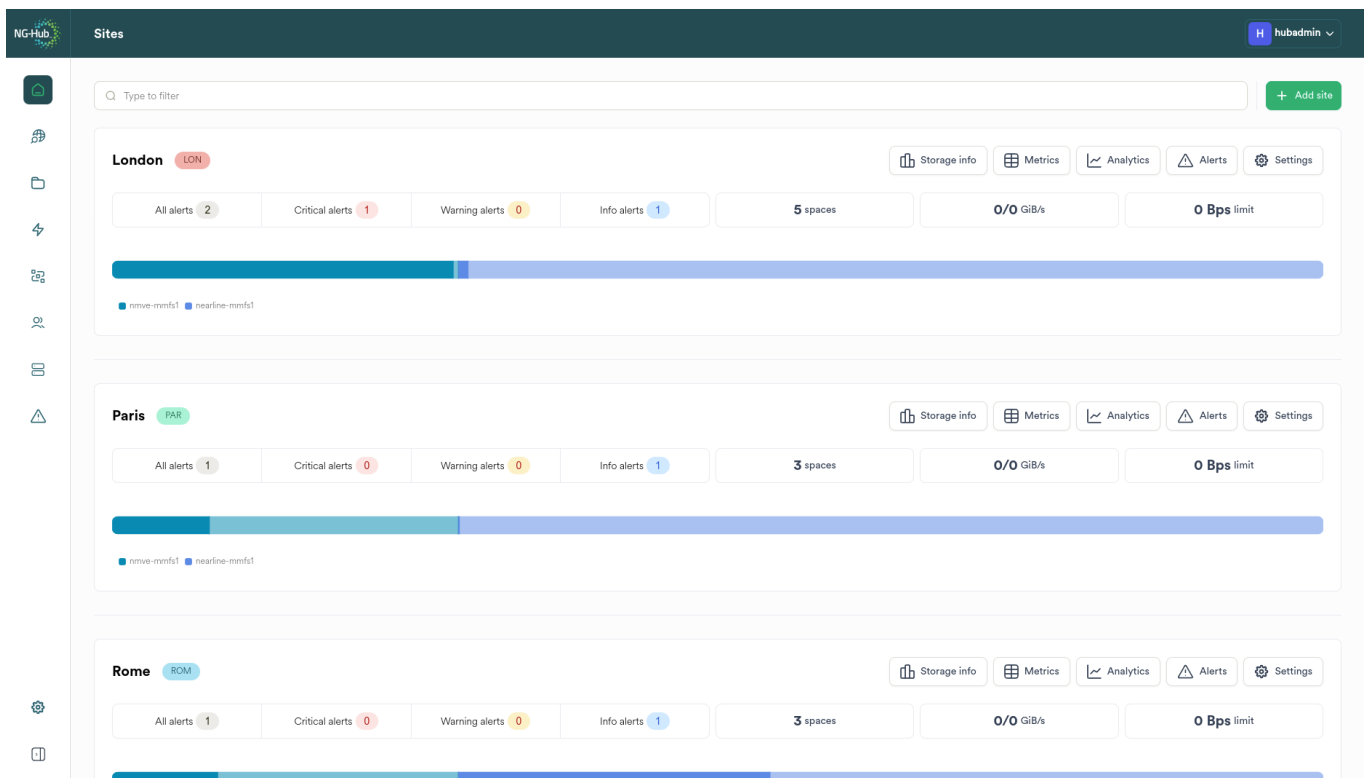 NG-Hub
Sites
H hubadmin
Type to filter
+ Add site
London LON
Storage info Metrics Analytics Alerts Settings
All alerts 2 Critical alerts 1 Warning alerts 0 Info alerts 1 5 spaces 0/0 GiB/s 0 Bps limit
nmve-mmfs1 nearline-mmfs1
Paris PAR
Storage info Metrics Analytics Alerts Settings
All alerts 1 Critical alerts 0 Warning alerts 0 Info alerts 1 3 spaces 0/0 GiB/s 0 Bps limit
nmve-mmfs1 nearline-mmfs1
Rome ROM
Storage info Metrics Analytics Alerts Settings
All alerts 1 Critical alerts 0 Warning alerts 0 Info alerts 1 3 spaces 0/0 GiB/s 0 Bps limit